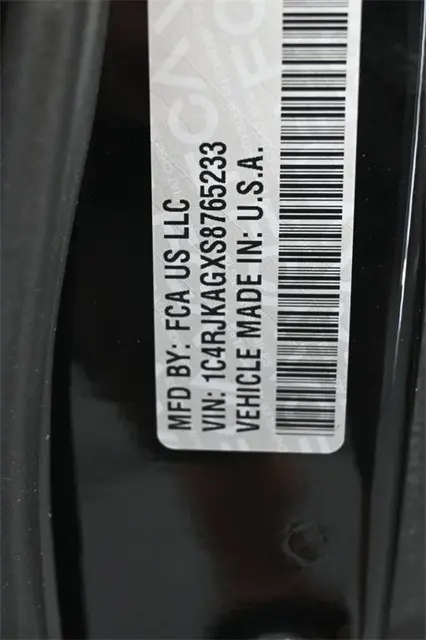 MFD BY: FCA US LLC
VIN: 1C4RJKAGXS8765233
VEHICLE MADE IN: U.S.A.